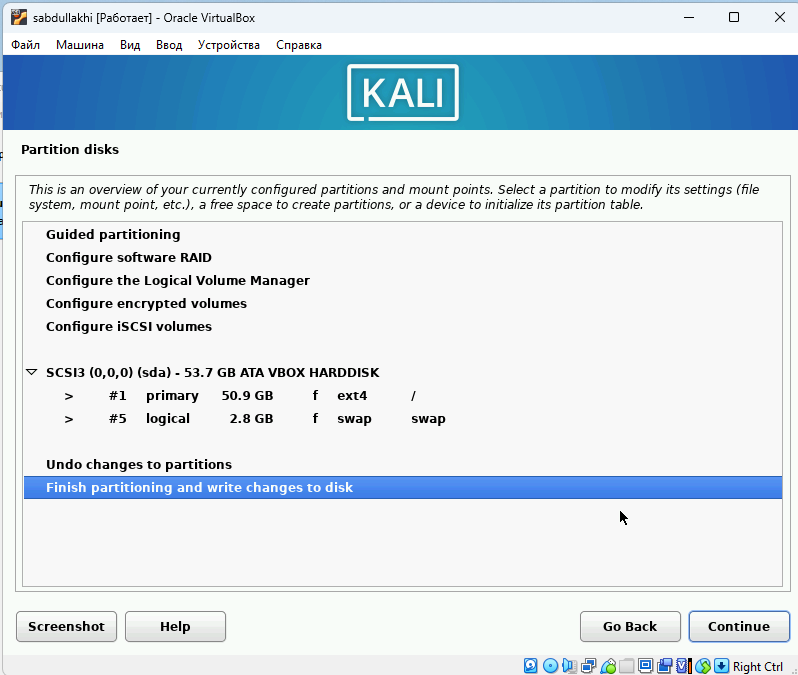 sabdullakhi [Работает] - Oracle VirtualBox
Файл Машина Вид Ввод Устройства Справка
KALI
Partition disks
This is an overview of your currently configured partitions and mount points. Select a partition to modify its settings (file
system, mount point, etc.), a free space to create partitions, or a device to initialize its partition table.
Guided partitioning
Configure software RAID
Configure the Logical Volume Manager
Configure encrypted volumes
Configure iSCSI volumes
SCSI3 (0,0,0) (sda) - 53.7 GB ATA VBOX HARDDISK
> #1 primary 50.9 GB f ext4 /
> #5 logical 2.8 GB f swap swap
Undo changes to partitions
Finish partitioning and write changes to disk
Screenshot Help Go Back Continue
Right Ctrl